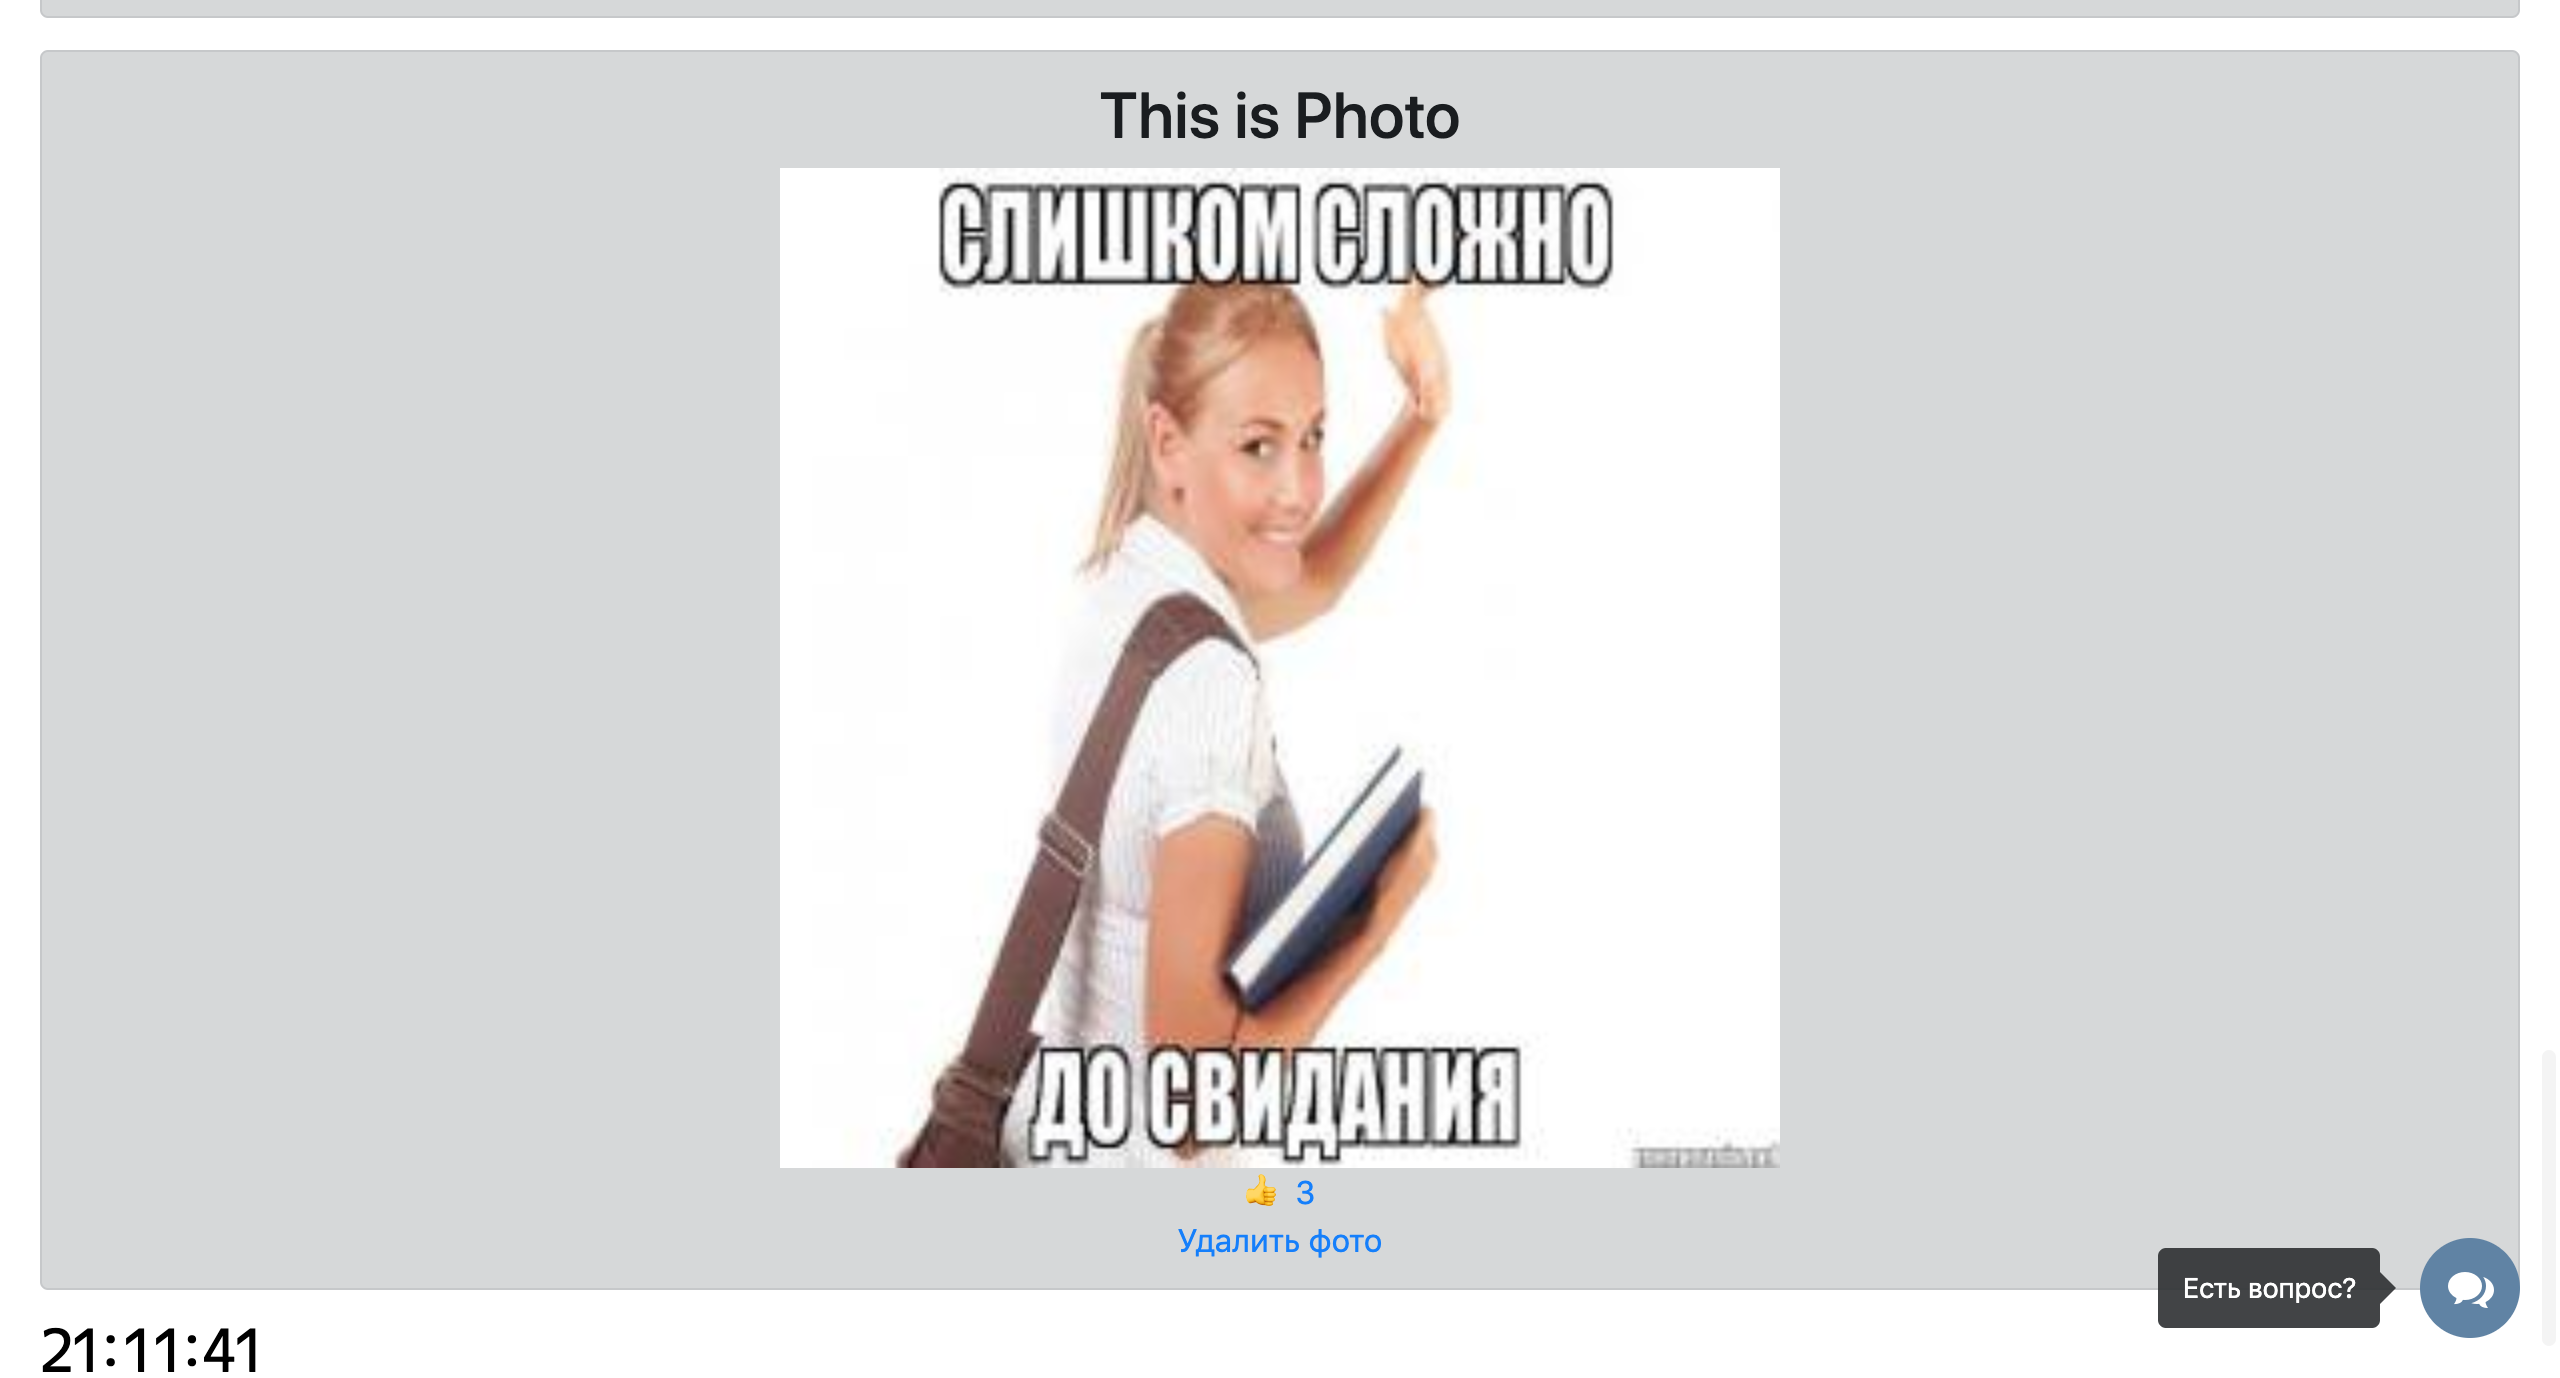 This is Photo
СЛИШКОМ СЛОЖНО
ДО СВИДАНИЯ
👍 3
Удалить фото
Есть вопрос?
21:11:41